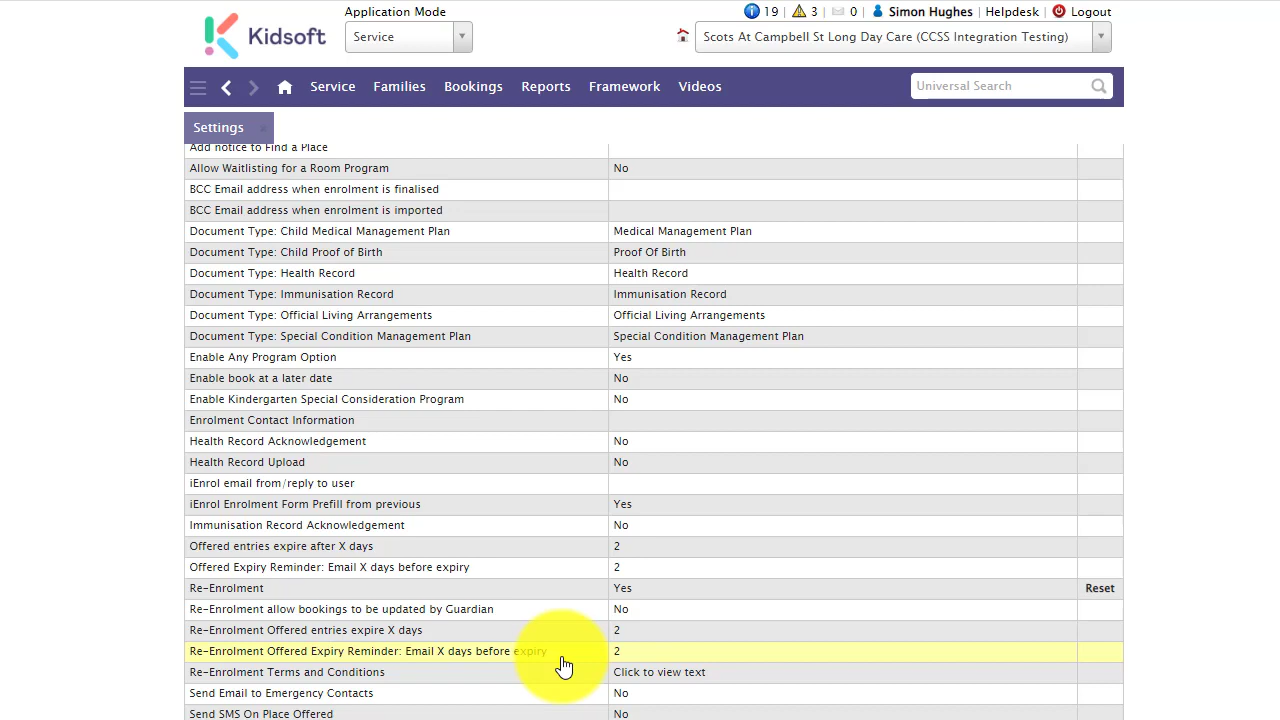 Application Mode
19 | 3 | 0 | Simon Hughes | Helpdesk | Logout
Kidsoft
Service
Scots At Campbell St Long Day Care (CCSS Integration Testing)
Service Families Bookings Reports Framework Videos
Universal Search
Settings
Add notice to Find a Place
Allow Waitlisting for a Room Program No
BCC Email address when enrolment is finalised
BCC Email address when enrolment is imported
Document Type: Child Medical Management Plan Medical Management Plan
Document Type: Child Proof of Birth Proof Of Birth
Document Type: Health Record Health Record
Document Type: Immunisation Record Immunisation Record
Document Type: Official Living Arrangements Official Living Arrangements
Document Type: Special Condition Management Plan Special Condition Management Plan
Enable Any Program Option Yes
Enable book at a later date No
Enable Kindergarten Special Consideration Program No
Enrolment Contact Information
Health Record Acknowledgement No
Health Record Upload No
iEnrol email from/reply to user
iEnrol Enrolment Form Prefill from previous Yes
Immunisation Record Acknowledgement No
Offered entries expire after X days 2
Offered Expiry Reminder: Email X days before expiry 2
Re-Enrolment Yes Reset
Re-Enrolment allow bookings to be updated by Guardian No
Re-Enrolment Offered entries expire X days 2
Re-Enrolment Offered Expiry Reminder: Email X days before expiry 2
Re-Enrolment Terms and Conditions Click to view text
Send Email to Emergency Contacts No
Send SMS On Place Offered No